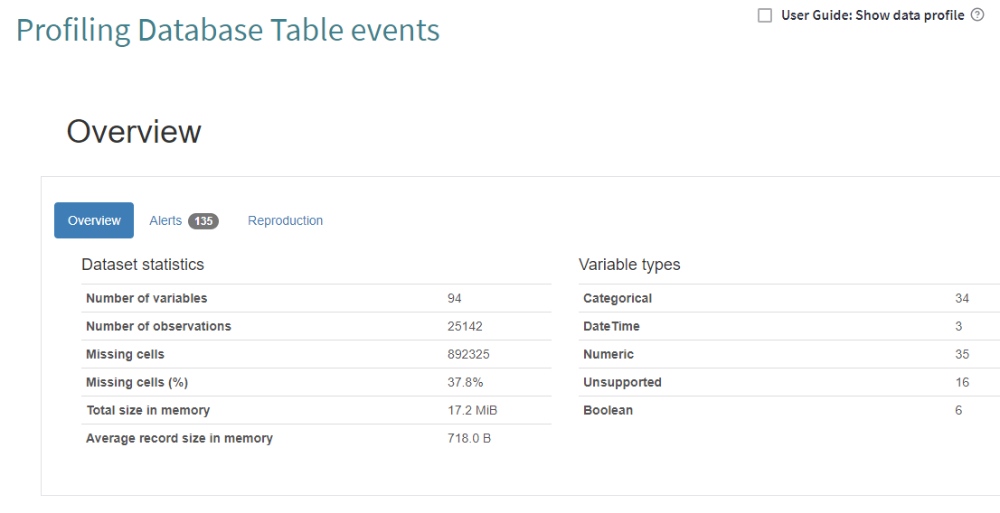 Profiling Database Table events
User Guide: Show data profile ?
Overview
Overview Alerts 135 Reproduction
Dataset statistics
Number of variables 94
Number of observations 25142
Missing cells 892325
Missing cells (%) 37.8%
Total size in memory 17.2 MiB
Average record size in memory 718.0 B
Variable types
Categorical 34
DateTime 3
Numeric 35
Unsupported 16
Boolean 6